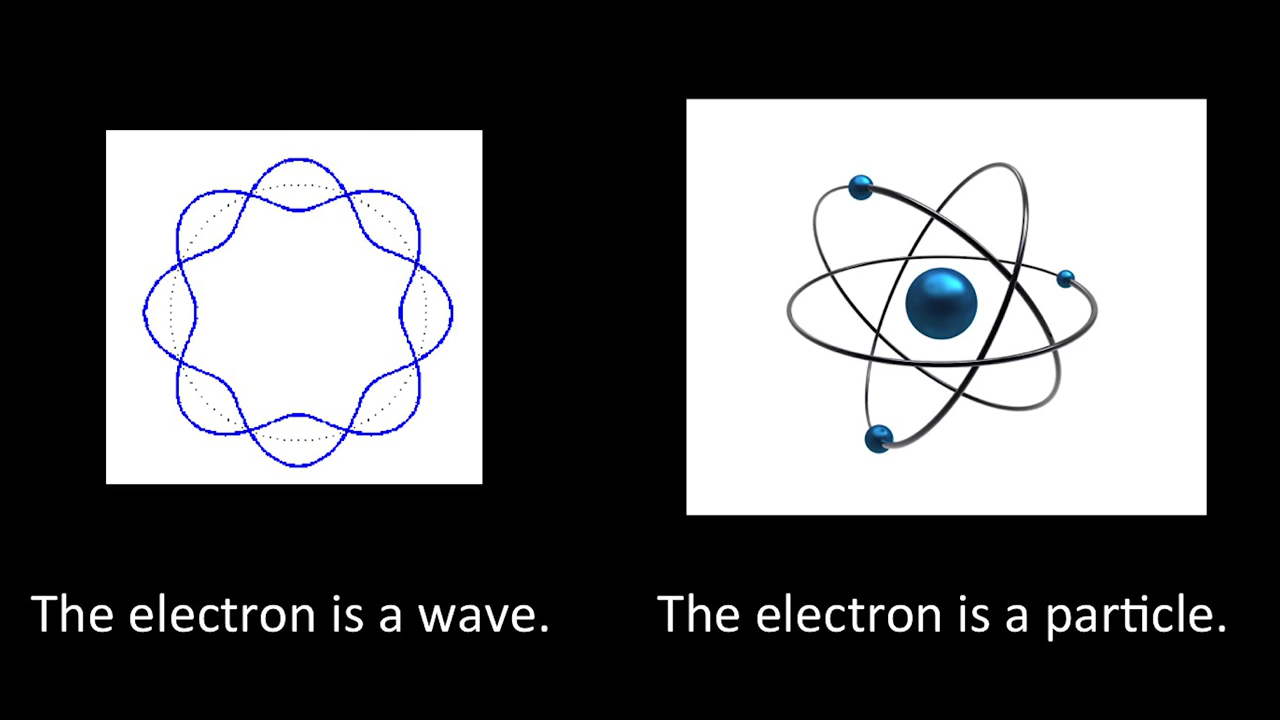 The electron is a wave.
The electron is a particle.